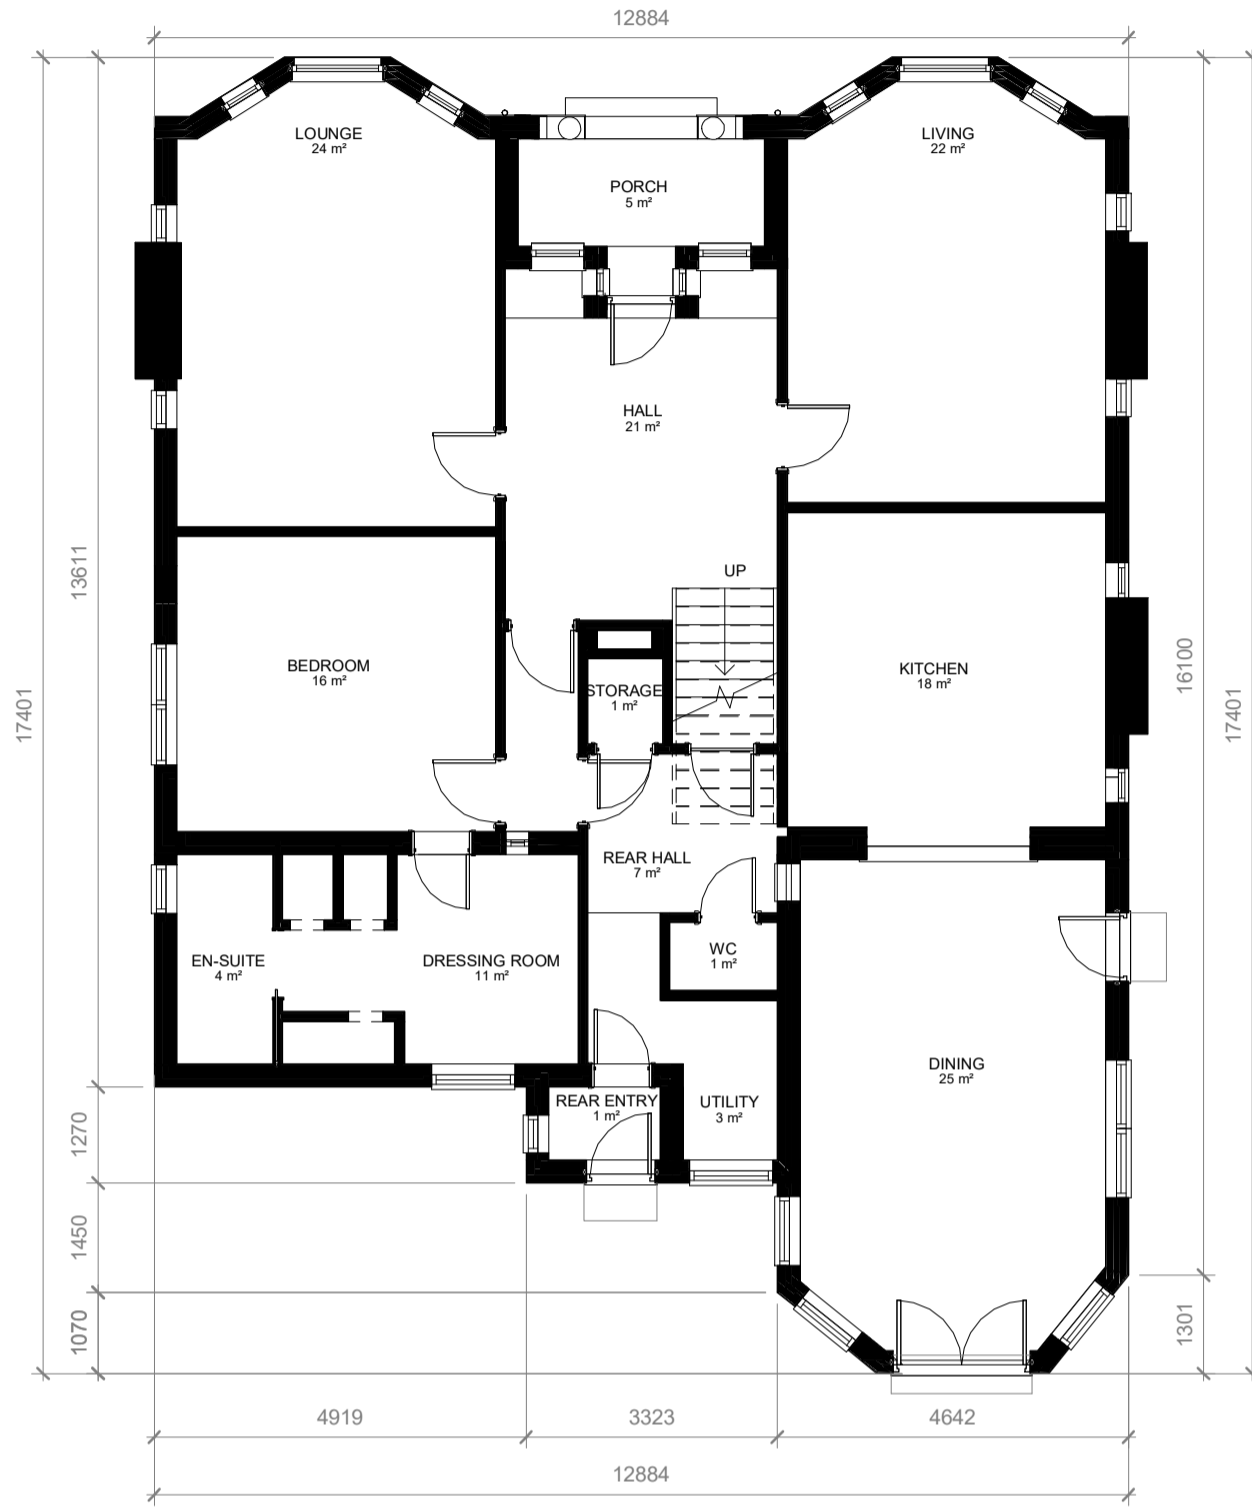 12884
LOUNGE
24 m²
LIVING
22 m²
PORCH
5 m²
HALL
21 m²
13611
UP
BEDROOM
16 m²
STORAGE
1 m²
KITCHEN
18 m²
16100
17401
17401
REAR HALL
7 m²
EN-SUITE
4 m²
DRESSING ROOM
11 m²
WC
1 m²
DINING
25 m²
REAR ENTRY
1 m²
UTILITY
3 m²
1270
1450
1070
1301
4919
3323
4642
12884